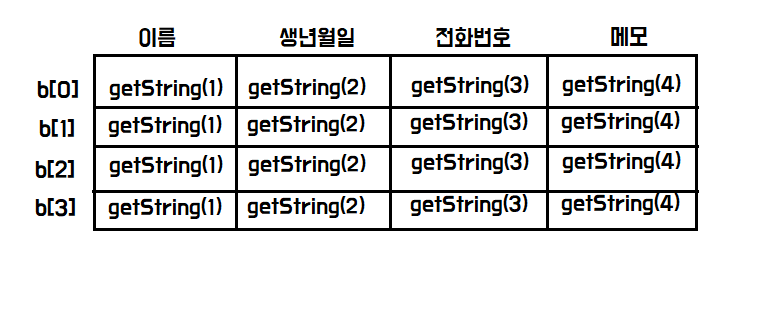 이름 생년월일 전화번호 메모
b[0] getString(1) getString(2) getString(3) getString(4)
b[1] getString(1) getString(2) getString(3) getString(4)
b[2] getString(1) getString(2) getString(3) getString(4)
b[3] getString(1) getString(2) getString(3) getString(4)